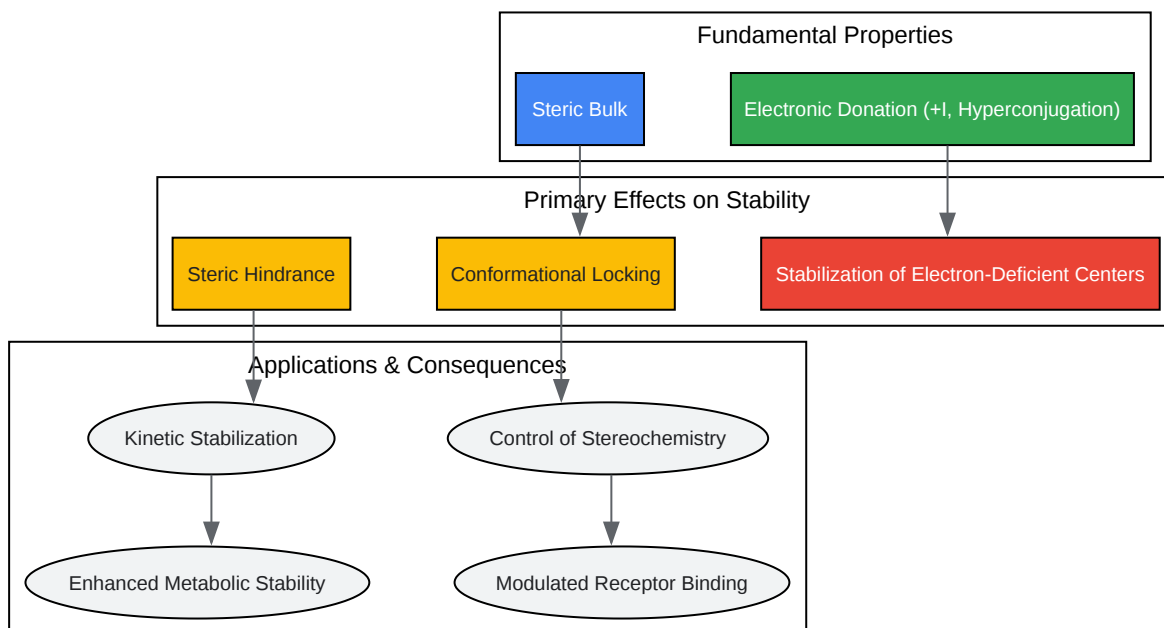 Fundamental Properties
Steric Bulk
Electronic Donation (+I, Hyperconjugation)
Primary Effects on Stability
Steric Hindrance
Conformational Locking
Stabilization of Electron-Deficient Centers
Applications & Consequences
Kinetic Stabilization
Control of Stereochemistry
Enhanced Metabolic Stability
Modulated Receptor Binding